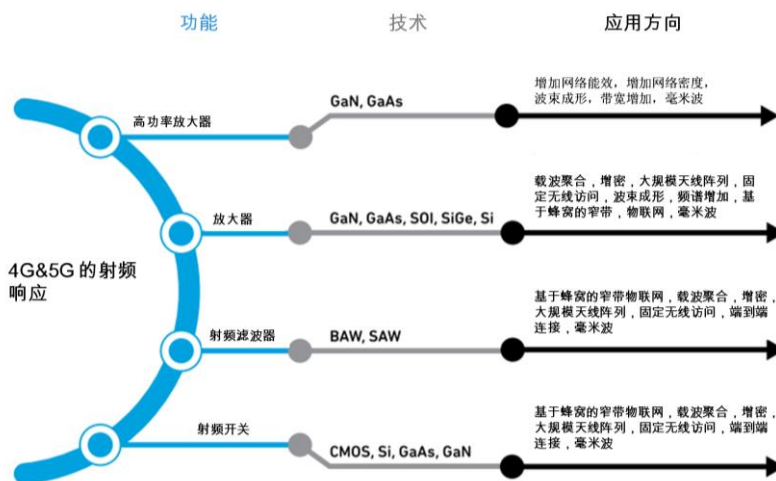 功能
技术
应用方向
4G&5G 的射频
响应
高功率放大器
GaN, GaAs
增加网络能效，增加网络密度，
波束成形，带宽增加，毫米波
放大器
GaN, GaAs, SOI, SiGe, Si
载波聚合，增密，大规模天线阵列，固
定无线访问，波束成形，频谱增加，基
于蜂窝的窄带，物联网，毫米波
射频滤波器
BAW, SAW
基于蜂窝的窄带物联网，载波聚合，增密，
大规模天线阵列，固定无线访问，端到端
连接，毫米波
射频开关
CMOS, Si, GaAs, GaN
基于蜂窝的窄带物联网，载波聚合，增密，
大规模天线阵列，固定无线访问，端到端
连接，毫米波